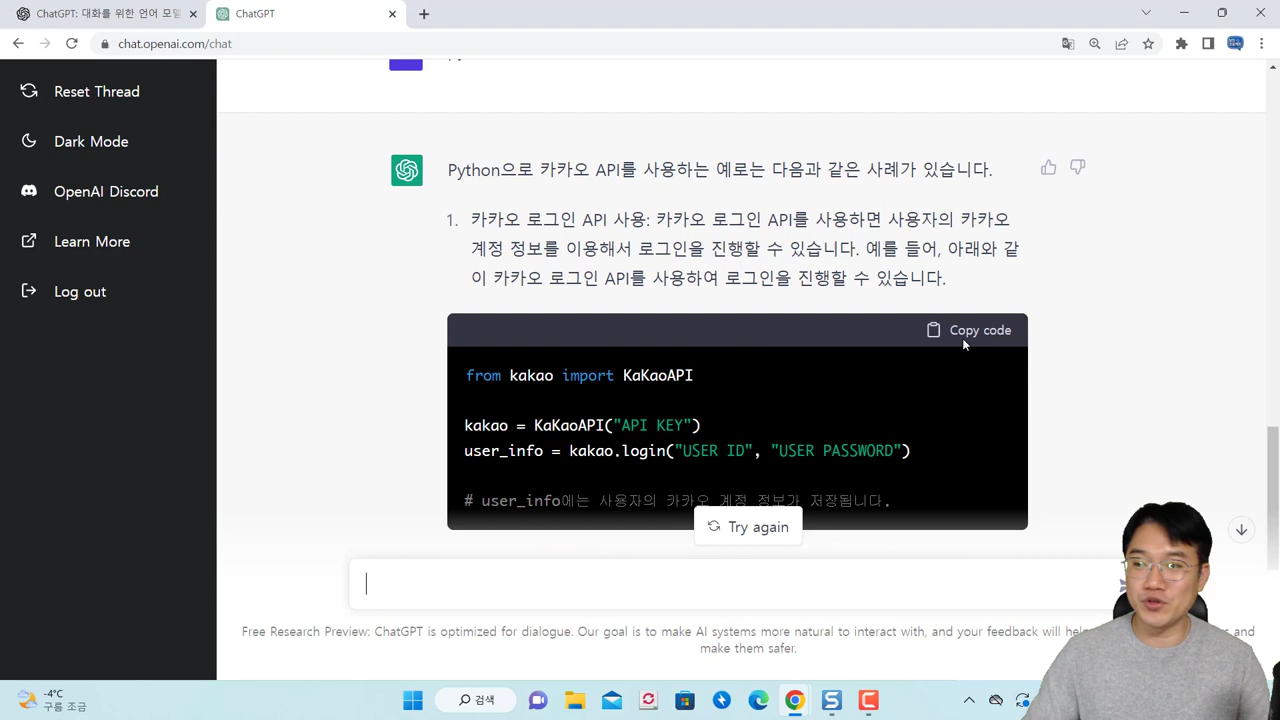 ChatGPT: 대화를 위한 언어 모델
ChatGPT
chat.openai.com/chat
Reset Thread
Dark Mode
OpenAI Discord
Learn More
Log out
Python으로 카카오 API를 사용하는 예로는 다음과 같은 사례가 있습니다.
1. 카카오 로그인 API 사용: 카카오 로그인 API를 사용하면 사용자의 카카오
계정 정보를 이용해서 로그인을 진행할 수 있습니다. 예를 들어, 아래와 같
이 카카오 로그인 API를 사용하여 로그인을 진행할 수 있습니다.
Copy code
from kakao import KaKaoAPI
kakao = KaKaoAPI("API KEY")
user_info = kakao.login("USER ID", "USER PASSWORD")
# user_info에는 사용자의 카카오 계정 정보가 저장됩니다.
Try again
Free Research Preview: ChatGPT is optimized for dialogue. Our goal is to make AI systems more natural to interact with, and your feedback will and
make them safer.
-4°C
구름 조금
검색